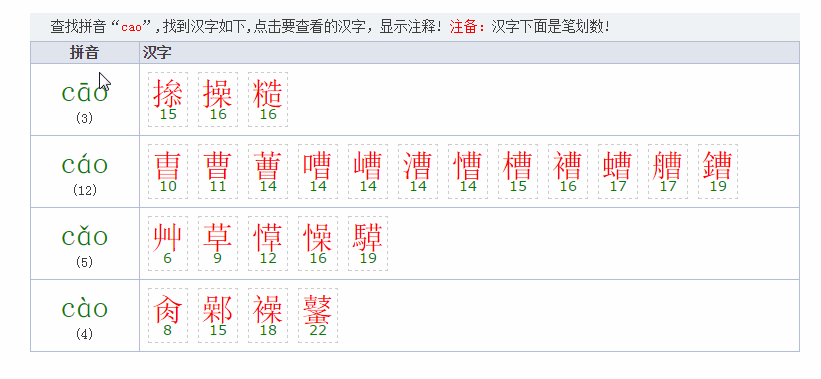 查找拼音“cao”,找到汉字如下,点击要查看的汉字，显示注释! 注备：汉字下面是笔划数!
拼音 汉字
cāo 撡 操 糙
(3) 15 16 16
cáo 曺 曹 蓸 嘈 嶆 漕 慒 槽 褿 螬 艚 鏪
(12) 10 11 14 14 14 14 14 15 16 17 17 19
cǎo 艸 草 愺 懆 騲
(5) 6 9 12 16 19
cào 肏 鄵 襙 鼜
(4) 8 15 18 22